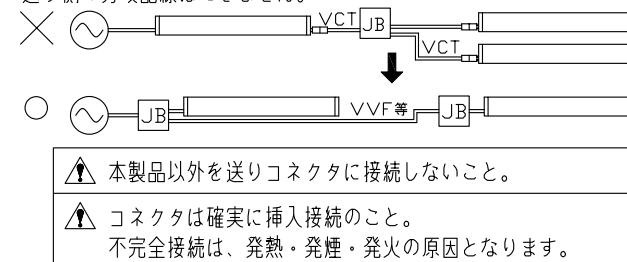 VCT JB
VCT
JB VVF等 JB
本製品以外を送りコネクタに接続しないこと。
コネクタは確実に挿入接続のこと。
不完全接続は、発熱・発煙・発火の原因となります。